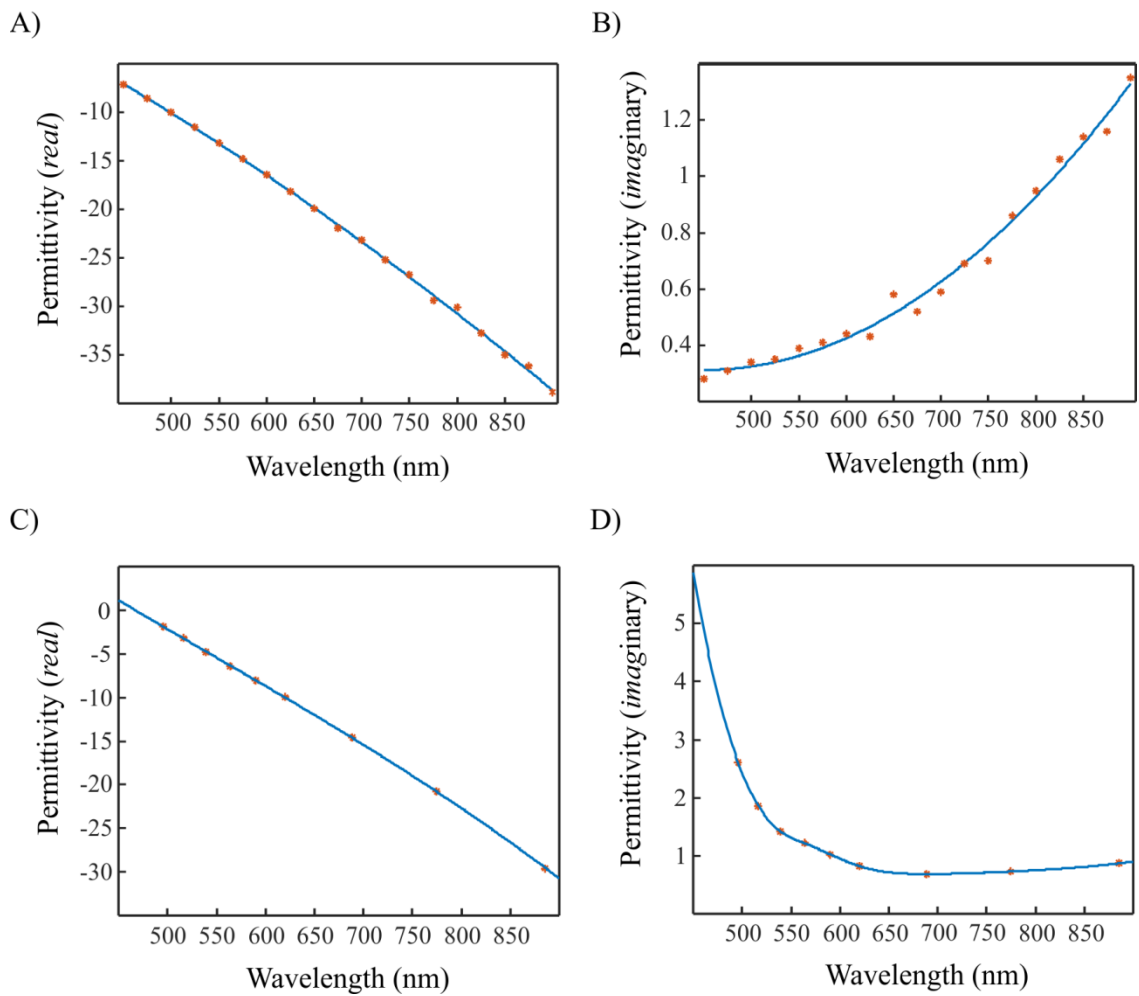 A)
Permittivity (real)
-10
-15
-20
-25
-30
-35
500 550 600 650 700 750 800 850
Wavelength (nm)
B)
Permittivity (imaginary)
1.2
1
0.8
0.6
0.4
500 550 600 650 700 750 800 850
Wavelength (nm)
C)
Permittivity (real)
0
-5
-10
-15
-20
-25
-30
500 550 600 650 700 750 800 850
Wavelength (nm)
D)
Permittivity (imaginary)
5
4
3
2
1
500 550 600 650 700 750 800 850
Wavelength (nm)